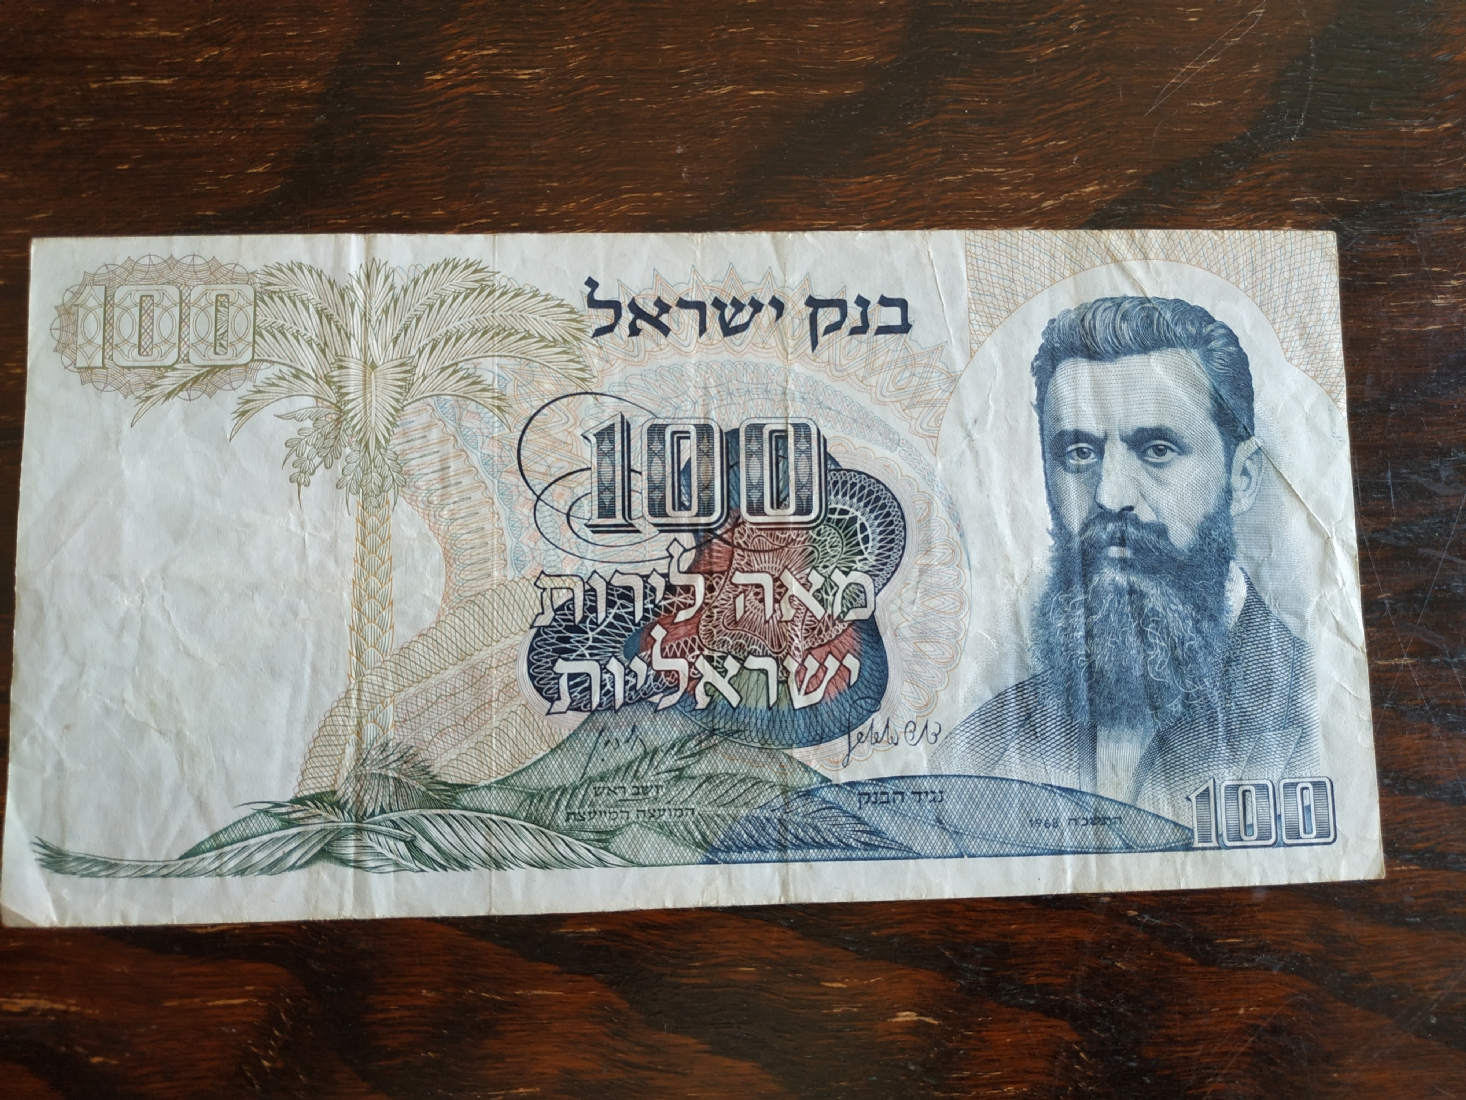 100
בנק ישראל
100
מאה לירות
ישראליות
יושב ראש
המועצה המייעצת
נגיד הבנק
התשכ״ח 1968
100